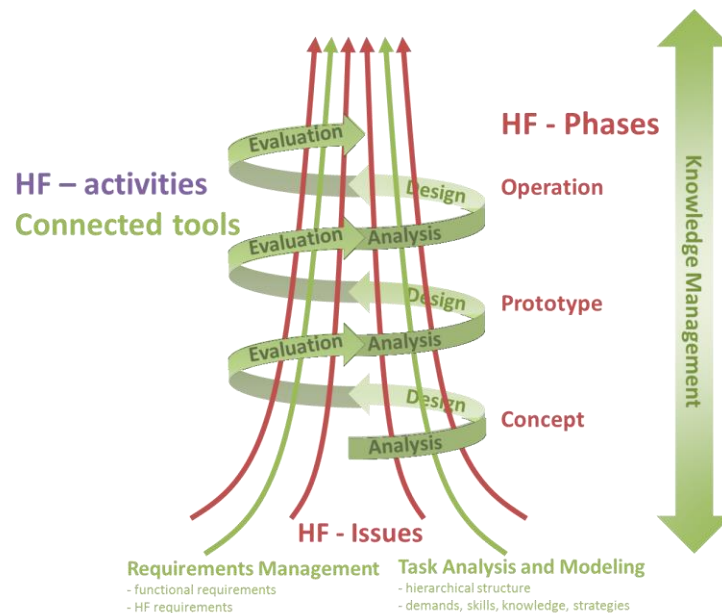 Evaluation
HF - Phases
HF – activities
Design
Operation
Connected tools
Evaluation
Analysis
Design
Prototype
Evaluation
Analysis
Design
Concept
Analysis
Knowledge Management
HF - Issues
Requirements Management
- functional requirements
- HF requirements
Task Analysis and Modeling
- hierarchical structure
- demands, skills, knowledge, strategies